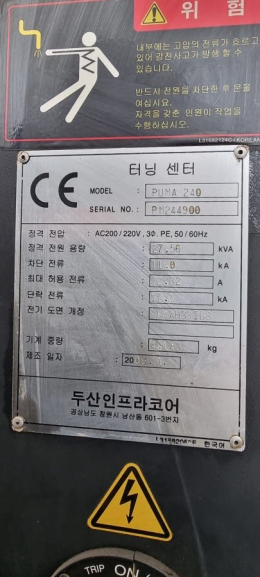 위 험
내부에는 고압의 전류가 흐르고
있어 감전사고가 발생 할 수
있습니다.
반드시 전원을 차단한 후 문을
여십시요.
자격을 갖춘 인원이 작업을
수행하십시오.
CE
터닝 센터
MODEL : PUMA 240
SERIAL NO. : PM244900
정격 전압 : AC200 / 220V , 3Φ. PE, 50 / 60Hz
정격 전원 용량 : kVA
차단 전류 : kA
최대 허용 전류 : A
단락 전류 : kA
전기 도면 개정 :
기계 중량 : kg
제조 일자 : 20
두산인프라코어
경상남도 창원시 남산동 601-3번지
한국어
TRIP ON